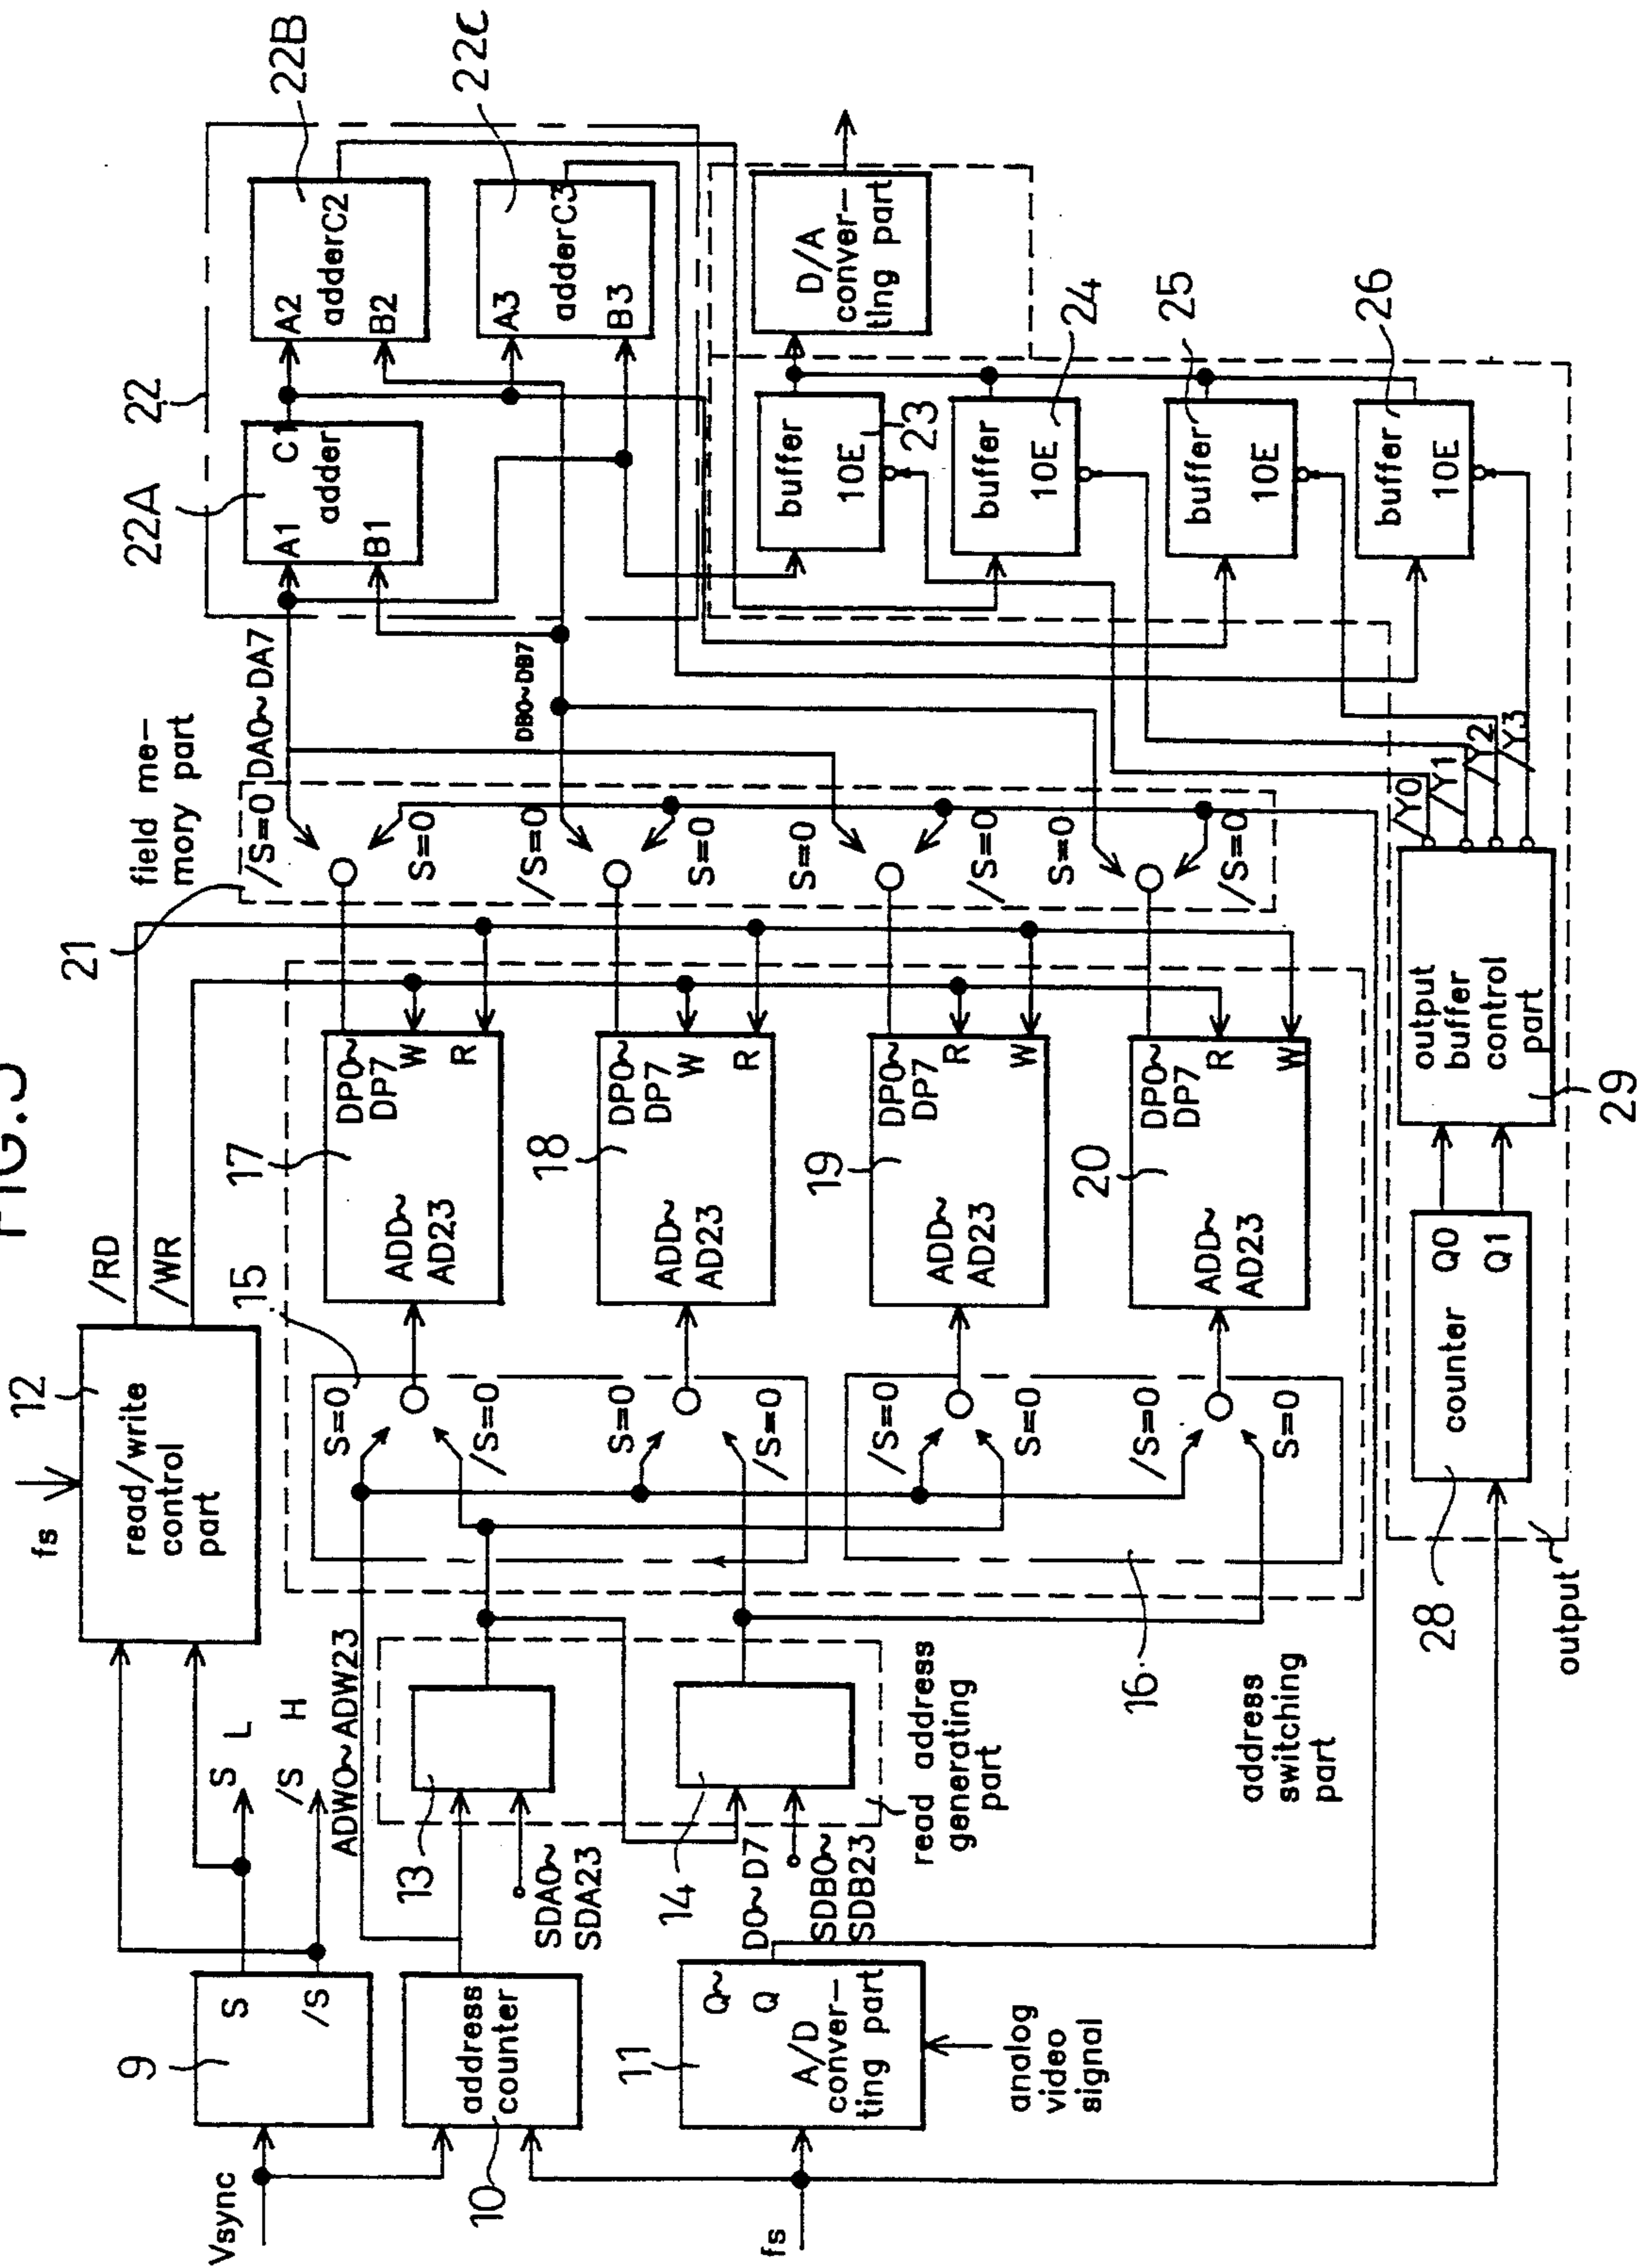 FIG.5
Vsync
fs
9
S
/S
10
address
counter
11
Q~
Q
A/D
conver-
ting part
analog
video
signal
S L
/S H
fs
12
read/write
control
part
/RD
/WR
ADW0~ADW23
13
SDA0~
SDA23
14
D0~D7
SDB0~
SDB23
read address
generating
part
15
S=0
/S=0
S=0
/S=0
/S=0
S=0
/S=0
S=0
16
address
switching
part
17
ADD~
AD23
DP0~
DP7
W
R
18
ADD~
AD23
DP0~
DP7
W
R
19
ADD~
AD23
DP0~
DP7
R
W
20
ADD~
AD23
DP0~
DP7
R
W
21
field me-
mory part
/S=0
S=0
/S=0
S=0
S=0
/S=0
S=0
/S=0
DA0~DA7
DB0~DB7
22
22A
A1
B1
C1
adder
22B
A2
B2
adderC2
22C
A3
B3
adderC3
buffer
10E
23
buffer
10E
24
buffer
10E
25
buffer
10E
26
D/A
conver-
ting part
28
counter
Q0
Q1
29
output
buffer
control
part
/Y0
/Y1
/Y2
/Y3
output